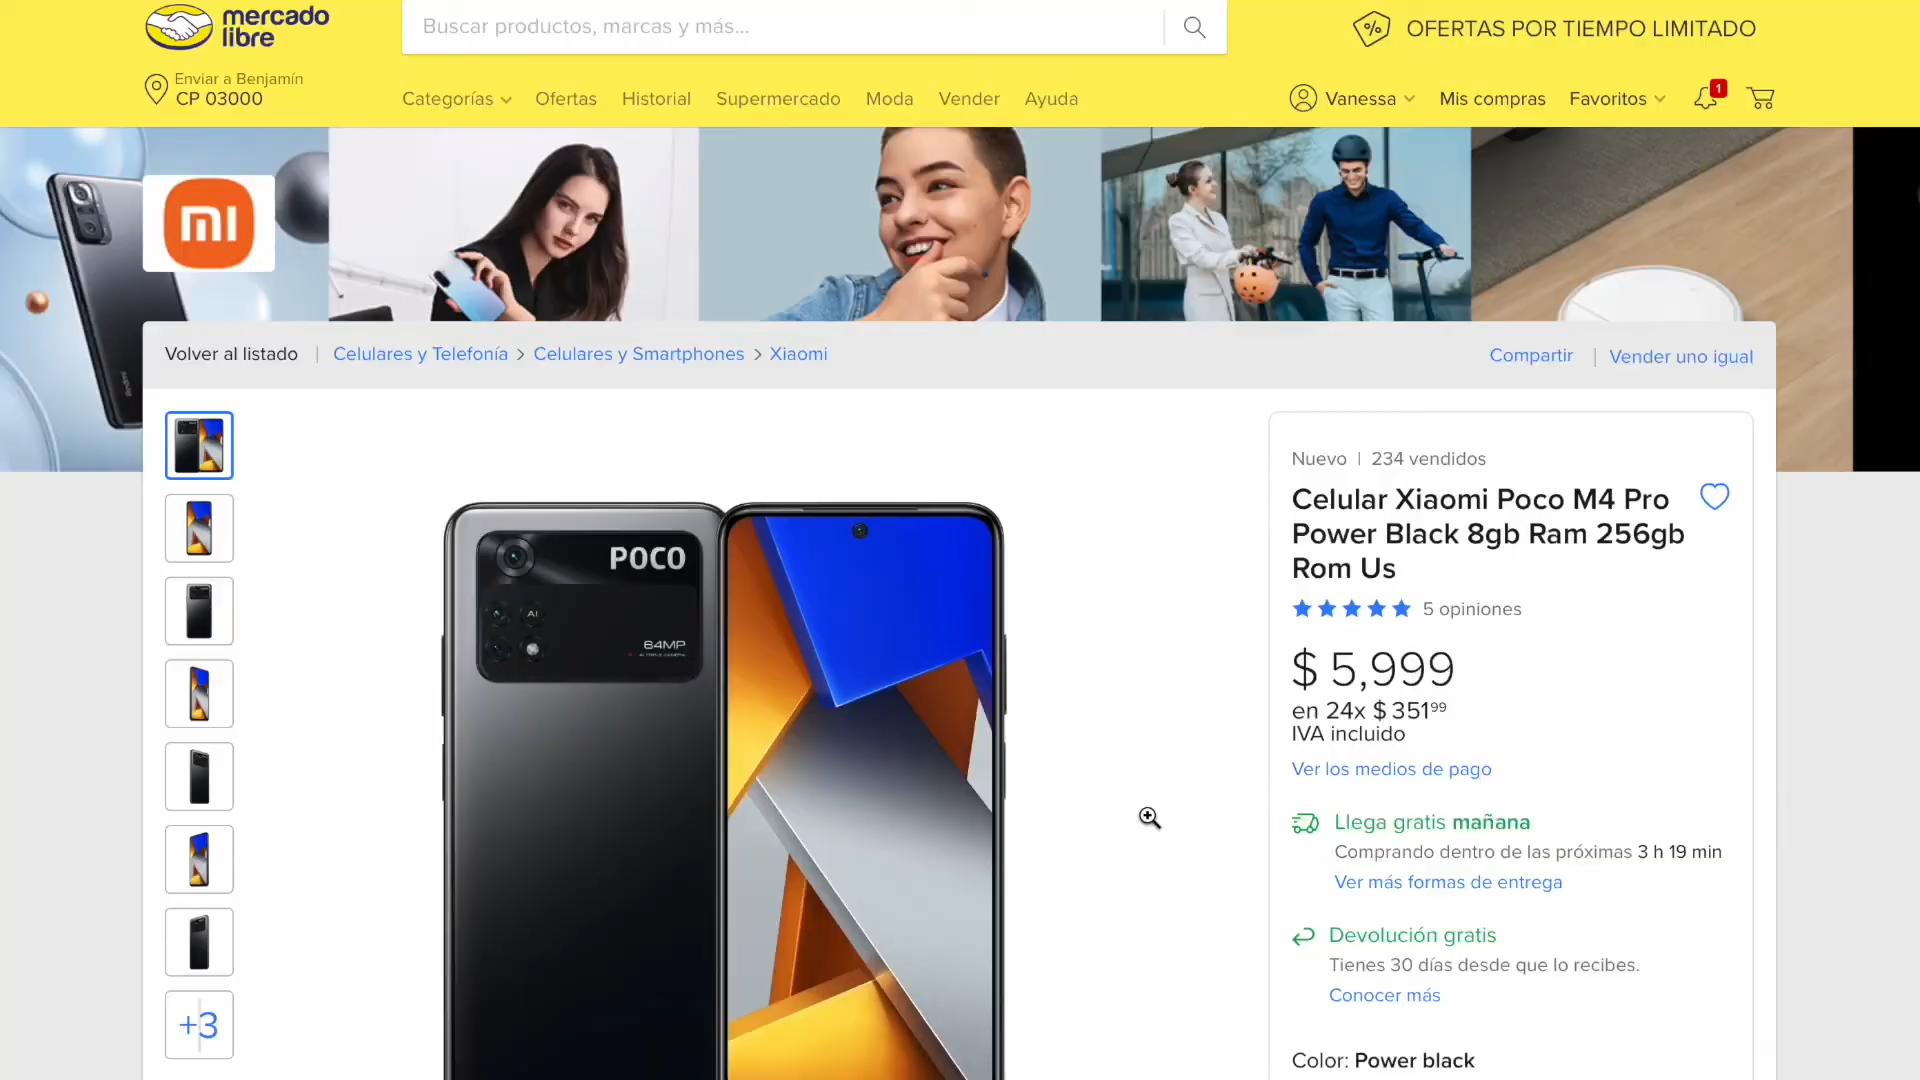 mercado
libre
Buscar productos, marcas y más...
OFERTAS POR TIEMPO LIMITADO
Enviar a Benjamín
CP 03000
Categorías
Ofertas
Historial
Supermercado
Moda
Vender
Ayuda
Vanessa
Mis compras
Favoritos
1
mi
Volver al listado | Celulares y Telefonía > Celulares y Smartphones > Xiaomi
Compartir | Vender uno igual
POCO
AI
64MP
+3
Nuevo | 234 vendidos
Celular Xiaomi Poco M4 Pro
Power Black 8gb Ram 256gb
Rom Us
5 opiniones
$ 5,999
en 24x $ 351⁹⁹
IVA incluido
Ver los medios de pago
Llega gratis mañana
Comprando dentro de las próximas 3 h 19 min
Ver más formas de entrega
Devolución gratis
Tienes 30 días desde que lo recibes.
Conocer más
Color: Power black